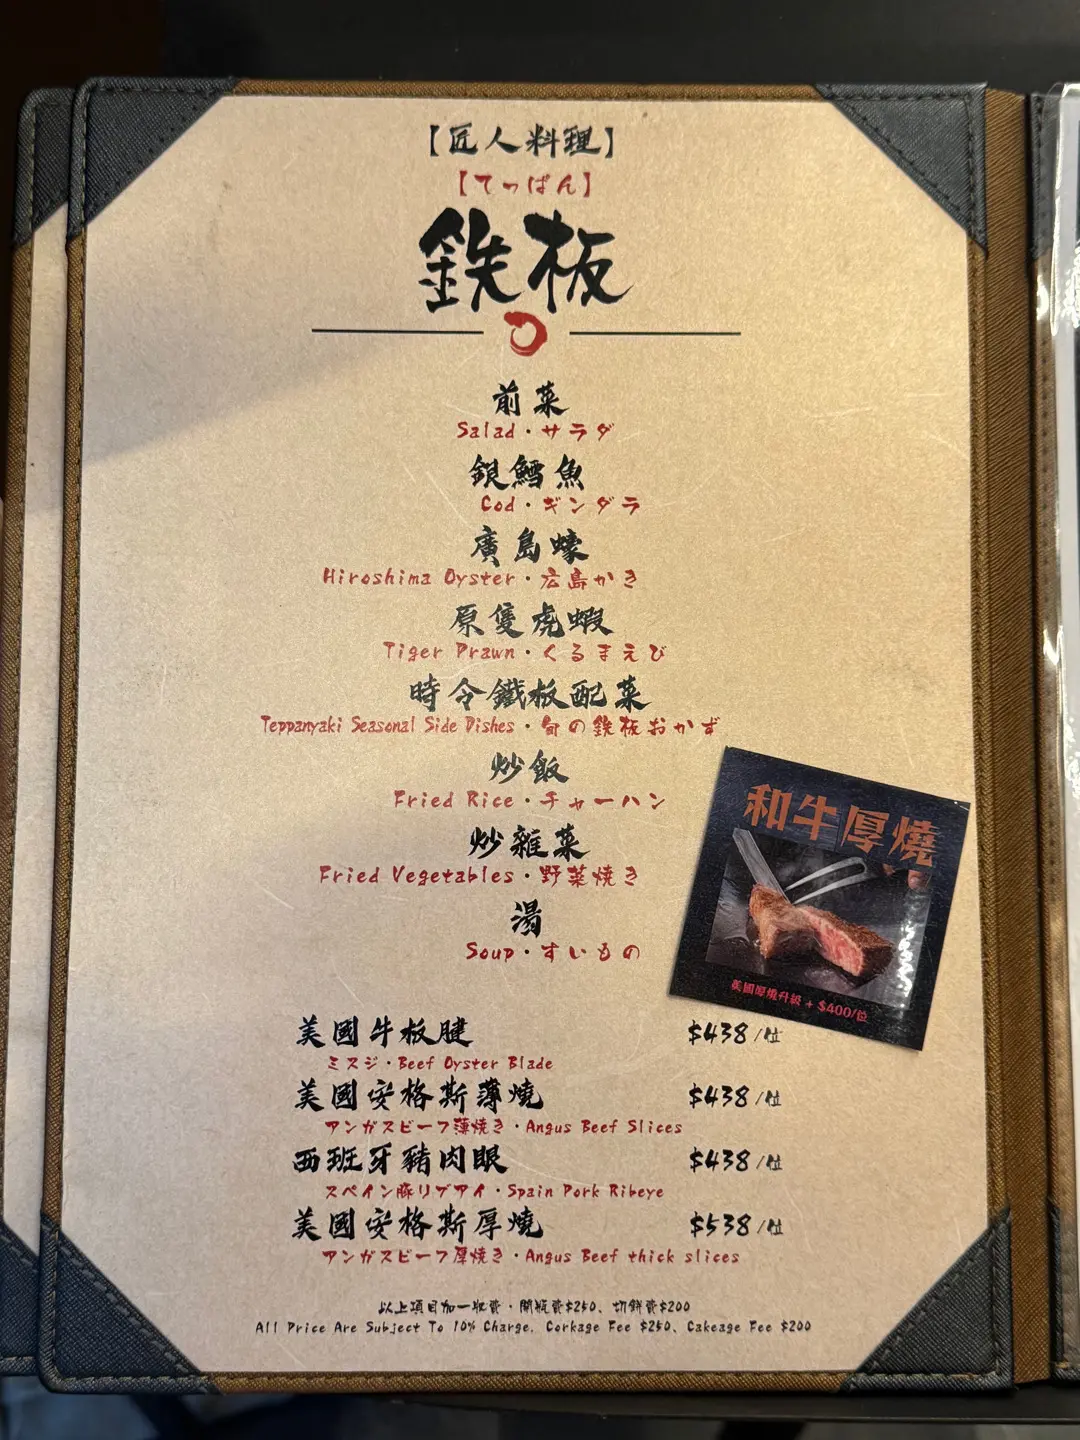 【匠人料理】
【てっぱん】
鉄板
前菜
Salad・サラダ
銀鱈魚
Cod・ギンダラ
廣島蠔
Hiroshima Oyster・広島かき
原隻虎蝦
Tiger Prawn・くるまえび
時令鐵板配菜
Teppanyaki Seasonal Side Dishes・旬の鉄板おかず
炒飯
Fried Rice・チャーハン
炒雜菜
Fried Vegetables・野菜焼き
湯
Soup・すいもの
和牛厚燒
美國厚燒升級 + $400/位
美國牛板腱 $438/位
ミスジ・Beef Oyster Blade
美國安格斯薄燒 $438/位
アンガスビーフ薄焼き・Angus Beef Slices
西班牙豬肉眼 $438/位
スペイン豚リブアイ・Spain Pork Ribeye
美國安格斯厚燒 $538/位
アンガスビーフ厚焼き・Angus Beef thick slices
以上項目加一收費・開瓶費$250、切餅費$200
All Price Are Subject To 10% Charge. Corkage Fee $250、Cakeage Fee $200